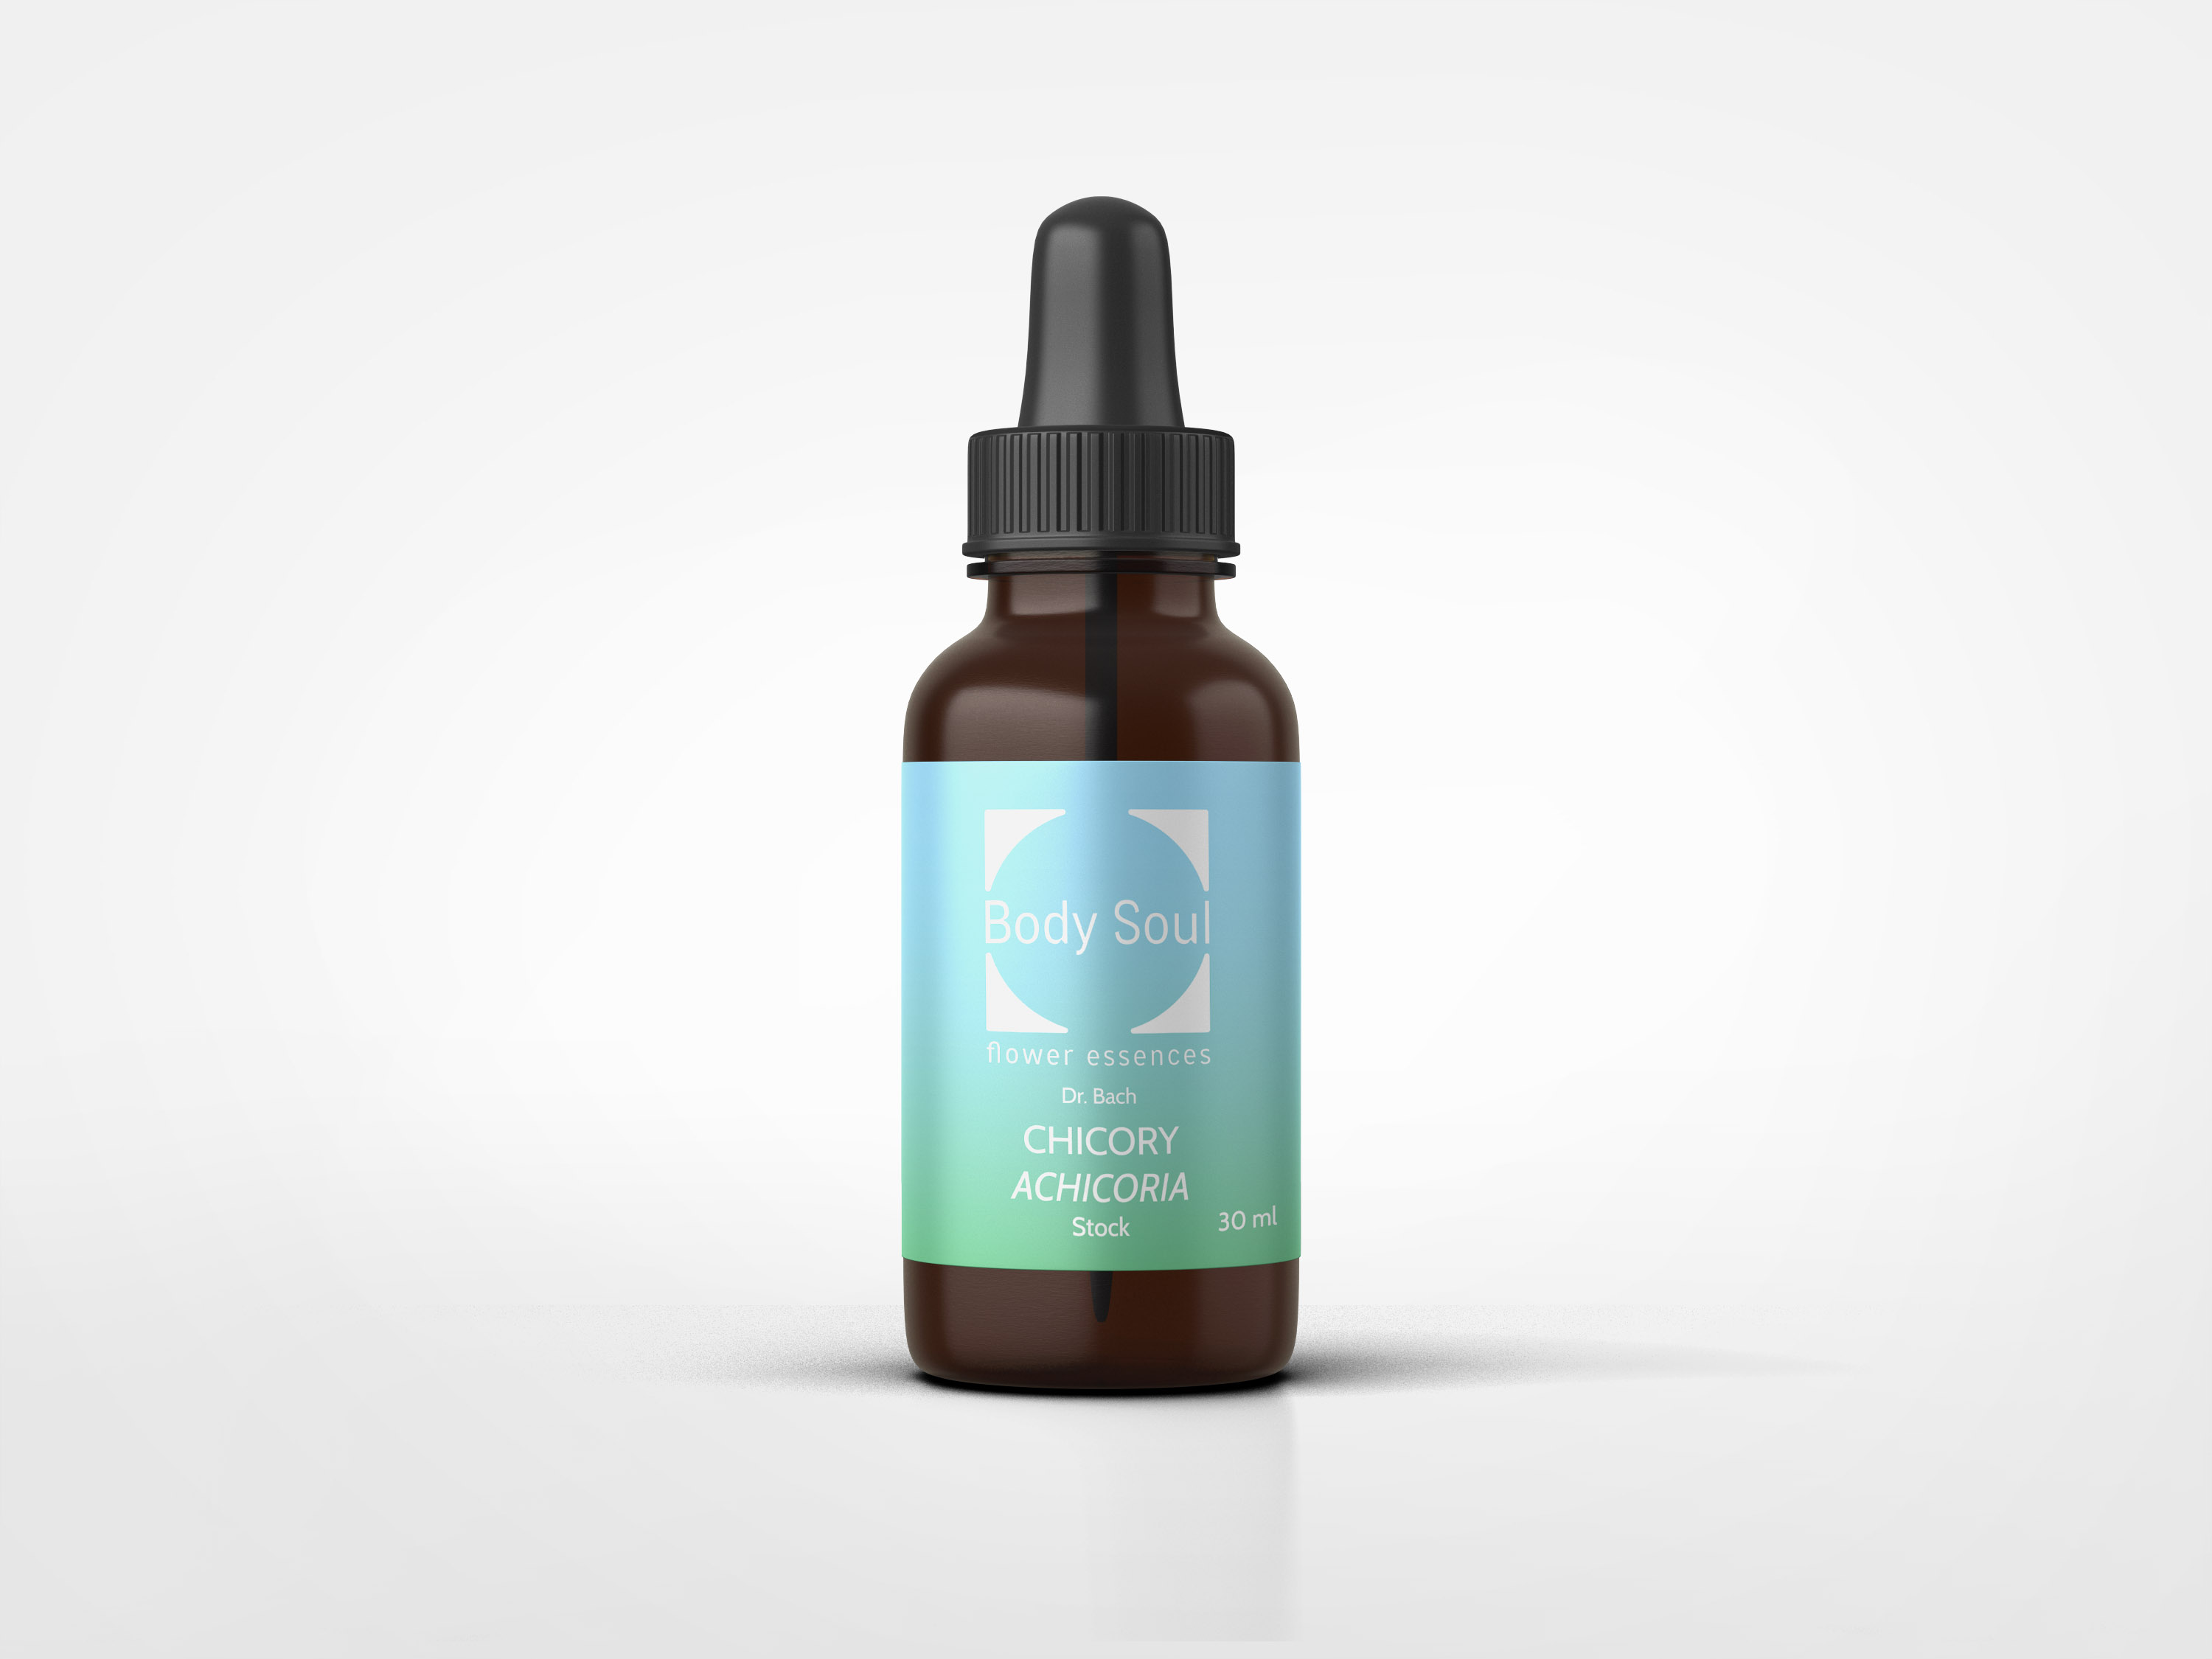 Body Soul
flower essences
Dr. Bach
CHICORY
ACHICORIA
Stock
30 ml